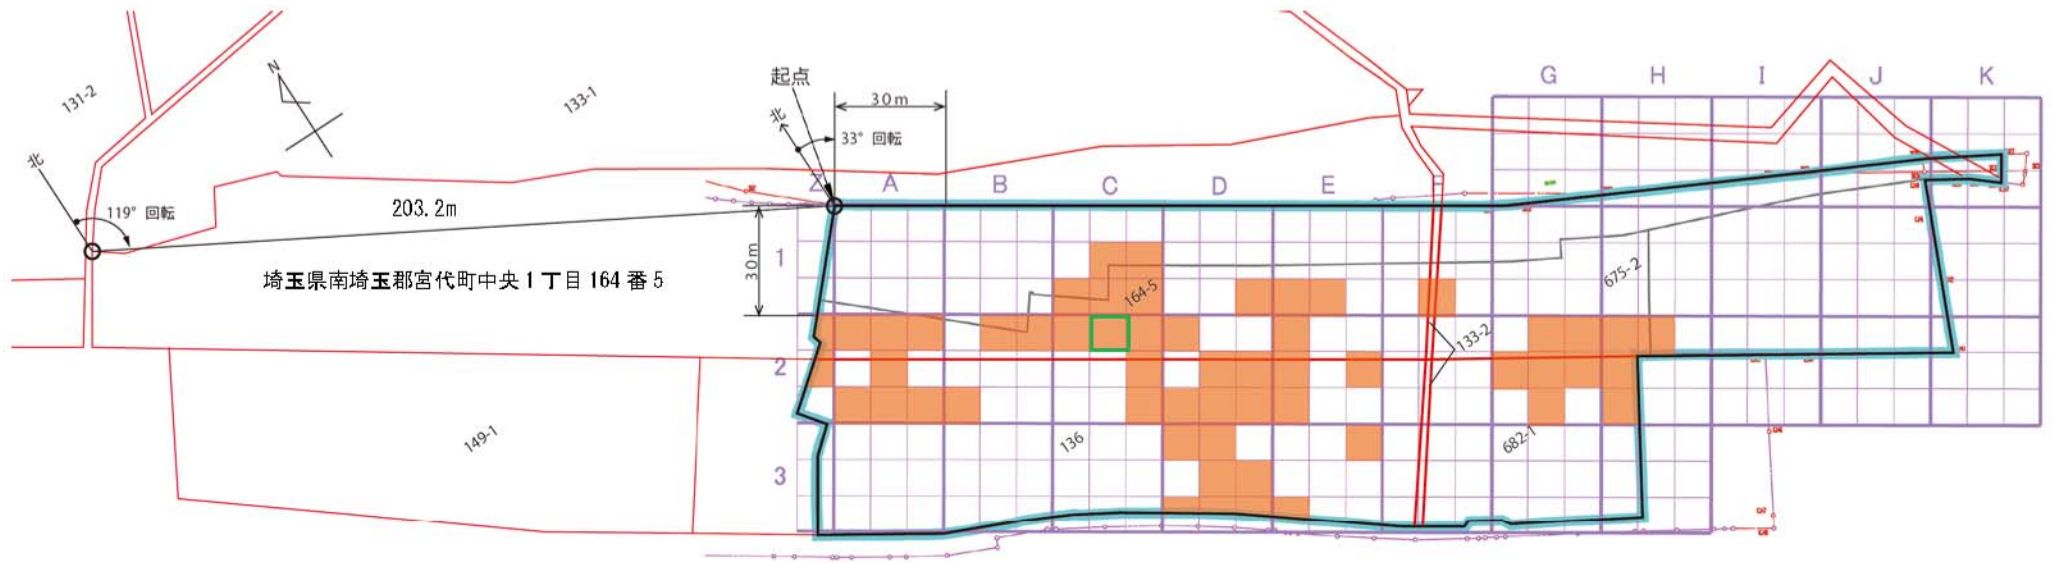 131-2
N
133-1
起点
30m
北
33° 回転
G
H
I
J
K
北
119° 回転
203.2m
Z
A
B
C
D
E
埼玉県南埼玉郡宮代町中央1丁目164番5
30m
1
164-5
675-2
133-2
2
149-1
136
682-1
3